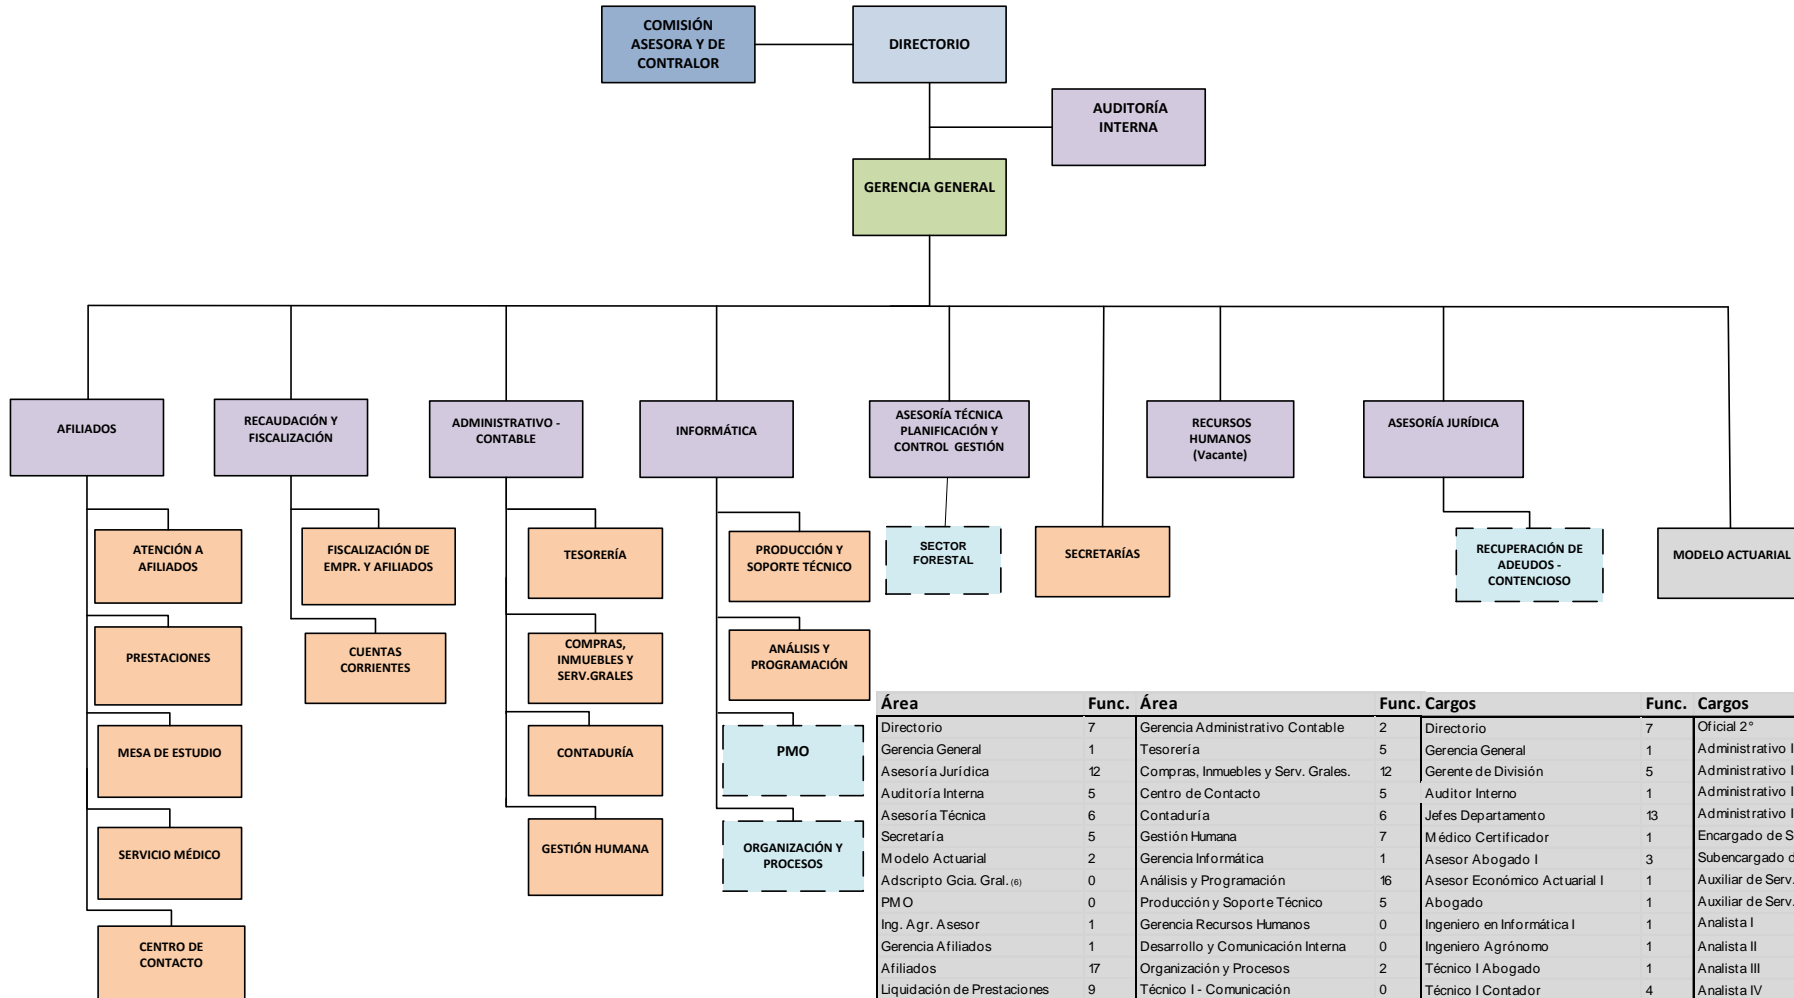 COMISIÓN
ASESORA Y DE
CONTRALOR
DIRECTORIO
AUDITORÍA
INTERNA
GERENCIA GENERAL
AFILIADOS
RECAUDACIÓN Y
FISCALIZACIÓN
ADMINISTRATIVO -
CONTABLE
INFORMÁTICA
ASESORÍA TÉCNICA
PLANIFICACIÓN Y
CONTROL GESTIÓN
RECURSOS
HUMANOS
(Vacante)
ASESORÍA JURÍDICA
ATENCIÓN A
AFILIADOS
FISCALIZACIÓN DE
EMPR. Y AFILIADOS
TESORERÍA
PRODUCCIÓN Y
SOPORTE TÉCNICO
SECTOR
FORESTAL
SECRETARÍAS
RECUPERACIÓN DE
ADEUDOS -
CONTENCIOSO
MODELO ACTUARIAL
PRESTACIONES
CUENTAS
CORRIENTES
COMPRAS,
INMUEBLES Y
SERV.GRALES
ANÁLISIS Y
PROGRAMACIÓN
MESA DE ESTUDIO
CONTADURÍA
PMO
SERVICIO MÉDICO
GESTIÓN HUMANA
ORGANIZACIÓN Y
PROCESOS
CENTRO DE
CONTACTO
Área Func. Área Func. Cargos Func. Cargos
Directorio 7 Gerencia Administrativo Contable 2 Directorio 7 Oficial 2°
Gerencia General 1 Tesorería 5 Gerencia General 1 Administrativo I
Asesoría Jurídica 12 Compras, Inmuebles y Serv. Grales. 12 Gerente de División 5 Administrativo I
Auditoría Interna 5 Centro de Contacto 5 Auditor Interno 1 Administrativo I
Asesoría Técnica 6 Contaduría 6 Jefes Departamento 13 Administrativo I
Secretaría 5 Gestión Humana 7 Médico Certificador 1 Encargado de S
Modelo Actuarial 2 Gerencia Informática 1 Asesor Abogado I 3 Subencargado d
Adscripto Gcia. Gral. (6) 0 Análisis y Programación 16 Asesor Económico Actuarial I 1 Auxiliar de Serv.
PMO 0 Producción y Soporte Técnico 5 Abogado 1 Auxiliar de Serv.
Ing. Agr. Asesor 1 Gerencia Recursos Humanos 0 Ingeniero en Informática I 1 Analista I
Gerencia Afiliados 1 Desarrollo y Comunicación Interna 0 Ingeniero Agrónomo 1 Analista II
Afiliados 17 Organización y Procesos 2 Técnico I Abogado 1 Analista III
Liquidación de Prestaciones 9 Técnico I - Comunicación 0 Técnico I Contador 4 Analista IV